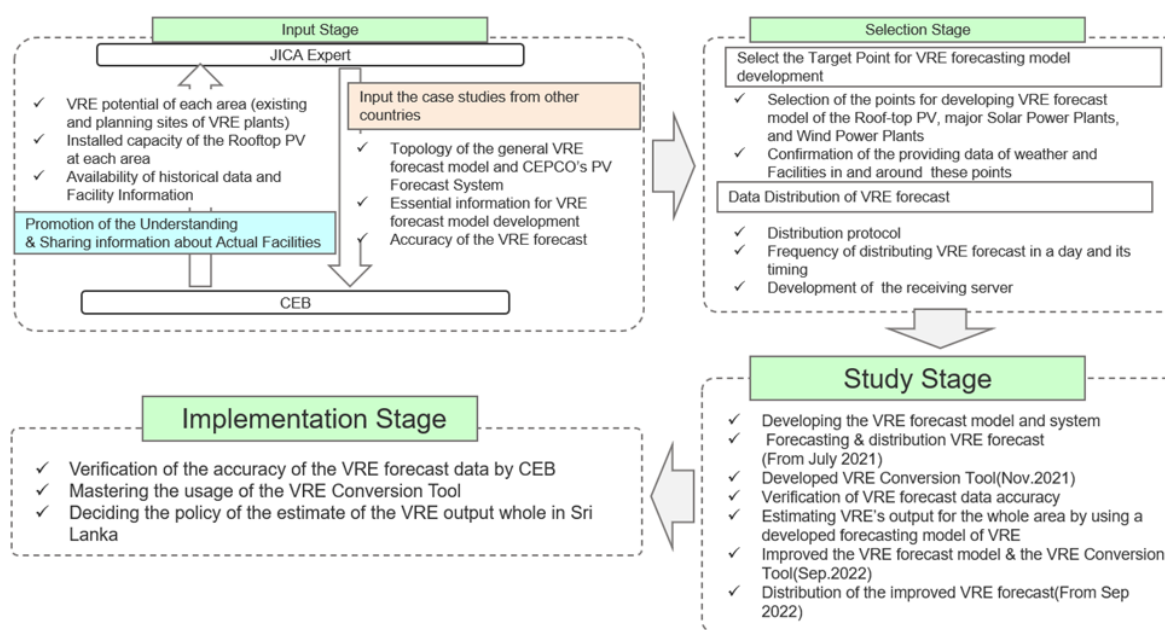 Input Stage
JICA Expert
✓ VRE potential of each area (existing
and planning sites of VRE plants)
✓ Installed capacity of the Rooftop PV
at each area
✓ Availability of historical data and
Facility Information
Promotion of the Understanding
& Sharing information about Actual Facilities
Input the case studies from other
countries
✓ Topology of the general VRE
forecast model and CEPCO's PV
Forecast System
✓ Essential information for VRE
forecast model development
✓ Accuracy of the VRE forecast
CEB
Selection Stage
Select the Target Point for VRE forecasting model
development
✓ Selection of the points for developing VRE forecast
model of the Roof-top PV, major Solar Power Plants,
and Wind Power Plants
✓ Confirmation of the providing data of weather and
Facilities in and around these points
Data Distribution of VRE forecast
✓ Distribution protocol
✓ Frequency of distributing VRE forecast in a day and its
timing
✓ Development of the receiving server
Study Stage
✓ Developing the VRE forecast model and system
✓ Forecasting & distribution VRE forecast
(From July 2021)
✓ Developed VRE Conversion Tool(Nov.2021)
✓ Verification of VRE forecast data accuracy
✓ Estimating VRE's output for the whole area by using a
developed forecasting model of VRE
✓ Improved the VRE forecast model & the VRE Conversion
Tool(Sep.2022)
✓ Distribution of the improved VRE forecast(From Sep
2022)
Implementation Stage
✓ Verification of the accuracy of the VRE forecast data by CEB
✓ Mastering the usage of the VRE Conversion Tool
✓ Deciding the policy of the estimate of the VRE output whole in Sri
Lanka